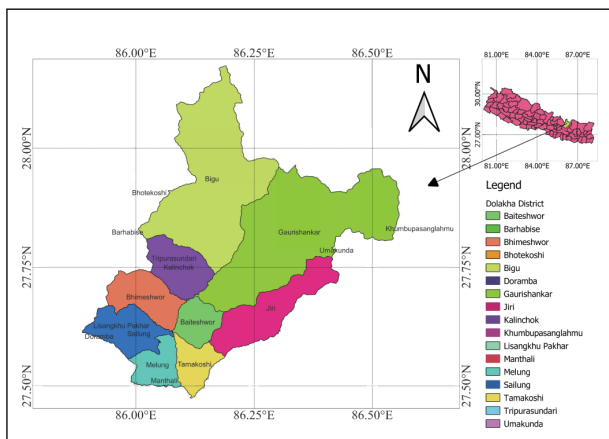 86.00°E 86.25°E 86.50°E
81.00°E 84.00°E 87.00°E
N
30.00°N
27.00°N
30.00°N
27.00°N
81.00°E 84.00°E 87.00°E
28.00°N
28.00°N
Bigu
Bhotekoshi
Barhabise
Gaurishankar
Khumbupasanglahmu
Umakunda
Tripurasundari
Kalinchok
27.75°N
27.75°N
Bhimeshwor
Jiri
Lisangkhu Pakhar
Sailung
Baiteshwor
Doramba
Melung
Tamakoshi
Manthali
27.50°N
27.50°N
86.00°E 86.25°E 86.50°E
Legend
Dolakha District
Baiteshwor
Barhabise
Bhimeshwor
Bhotekoshi
Bigu
Doramba
Gaurishankar
Jiri
Kalinchok
Khumbupasanglahmu
Lisangkhu Pakhar
Manthali
Melung
Sailung
Tamakoshi
Tripurasundari
Umakunda